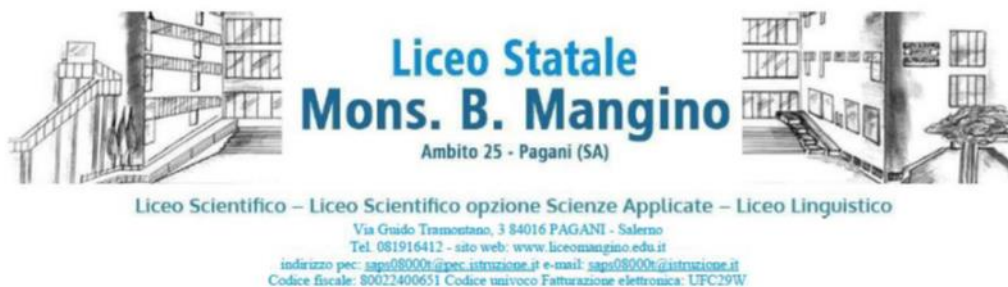 Liceo Statale
Mons. B. Mangino
Ambito 25 - Pagani (SA)
Liceo Scientifico – Liceo Scientifico opzione Scienze Applicate – Liceo Linguistico
Via Guido Tramontano, 3 84016 PAGANI - Salerno
Tel. 081916412 - sito web: www.liceomangino.edu.it
indirizzo pec: saps08000t@pec.istruzione.it e-mail: saps08000t@istruzione.it
Codice fiscale: 80022400651 Codice univoco Fatturazione elettronica: UFC29W